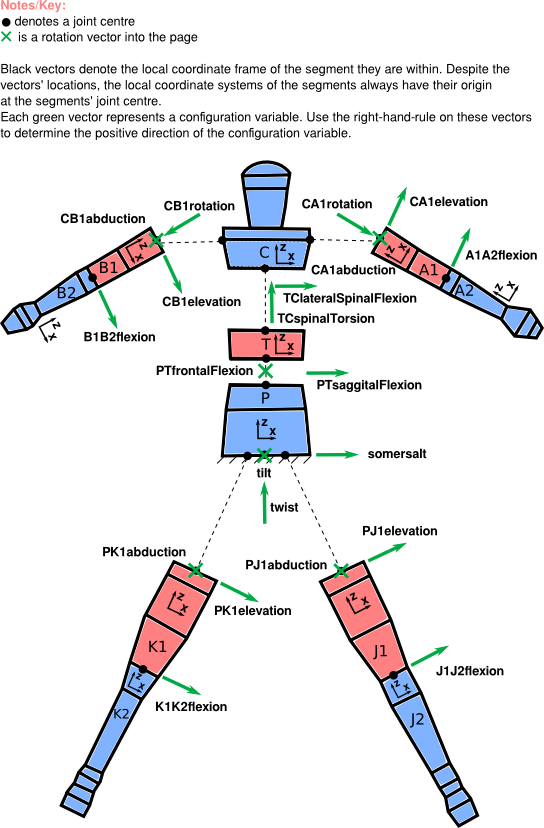 Notes/Key:
denotes a joint centre
is a rotation vector into the page
Black vectors denote the local coordinate frame of the segment they are within. Despite the
vectors' locations, the local coordinate systems of the segments always have their origin
at the segments' joint centre.
Each green vector represents a configuration variable. Use the right-hand-rule on these vectors
to determine the positive direction of the configuration variable.
CB1rotation
CA1rotation
CA1elevation
CB1abduction
A1A2flexion
CA1abduction
C
z
x
B1
z
x
B2
z
x
A1
z
x
A2
z
x
CB1elevation
TClateralSpinalFlexion
TCspinalTorsion
B1B2flexion
T
z
x
PTfrontalFlexion
PTsaggitalFlexion
P
z
x
somersalt
tilt
twist
PJ1elevation
PK1abduction
PJ1abduction
PK1elevation
z
x
K1
z
x
J1
J1J2flexion
z
x
K2
K1K2flexion
z
x
J2